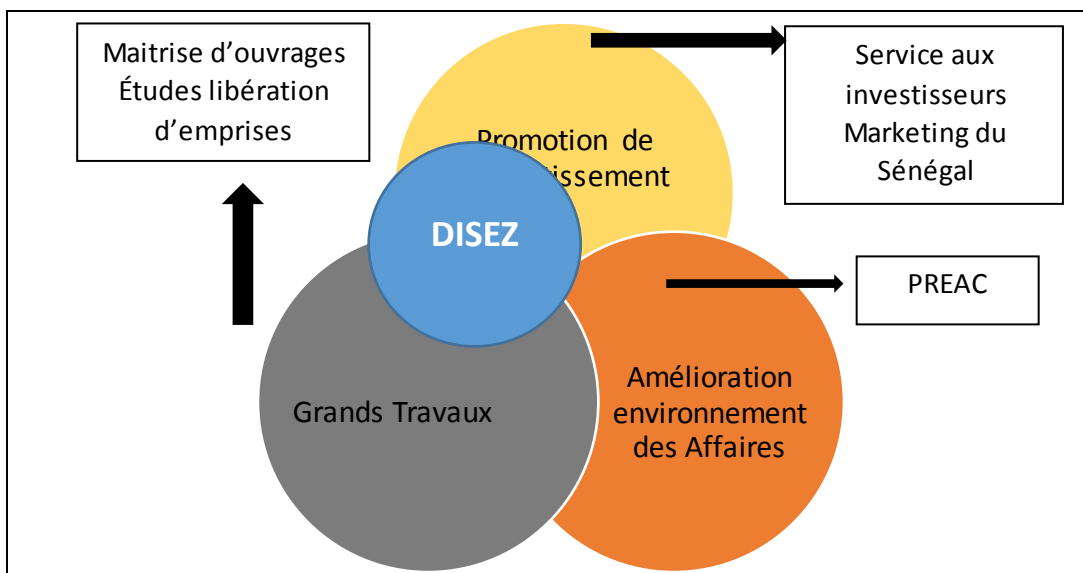 Maitrise d'ouvrages
Études libération
d'emprises
Service aux
investisseurs
Marketing du
Sénégal
Promotion de
tissement
DISEZ
PREAC
Grands Travaux
Amélioration
environnement
des Affaires